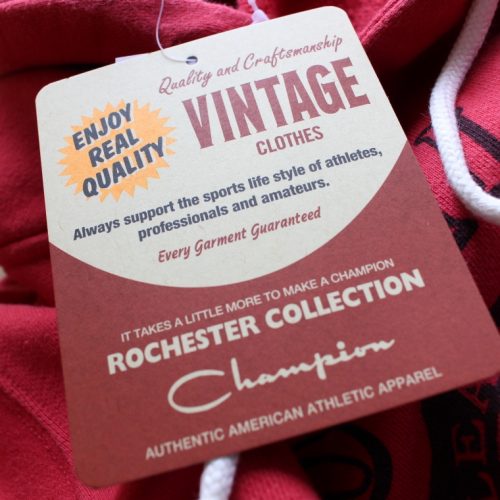 Quality and Craftsmanship
VINTAGE
CLOTHES
ENJOY
REAL
QUALITY
Always support the sports life style of athletes,
professionals and amateurs.
Every Garment Guaranteed
IT TAKES A LITTLE MORE TO MAKE A CHAMPION
ROCHESTER COLLECTION
Champion
AUTHENTIC AMERICAN ATHLETIC APPAREL